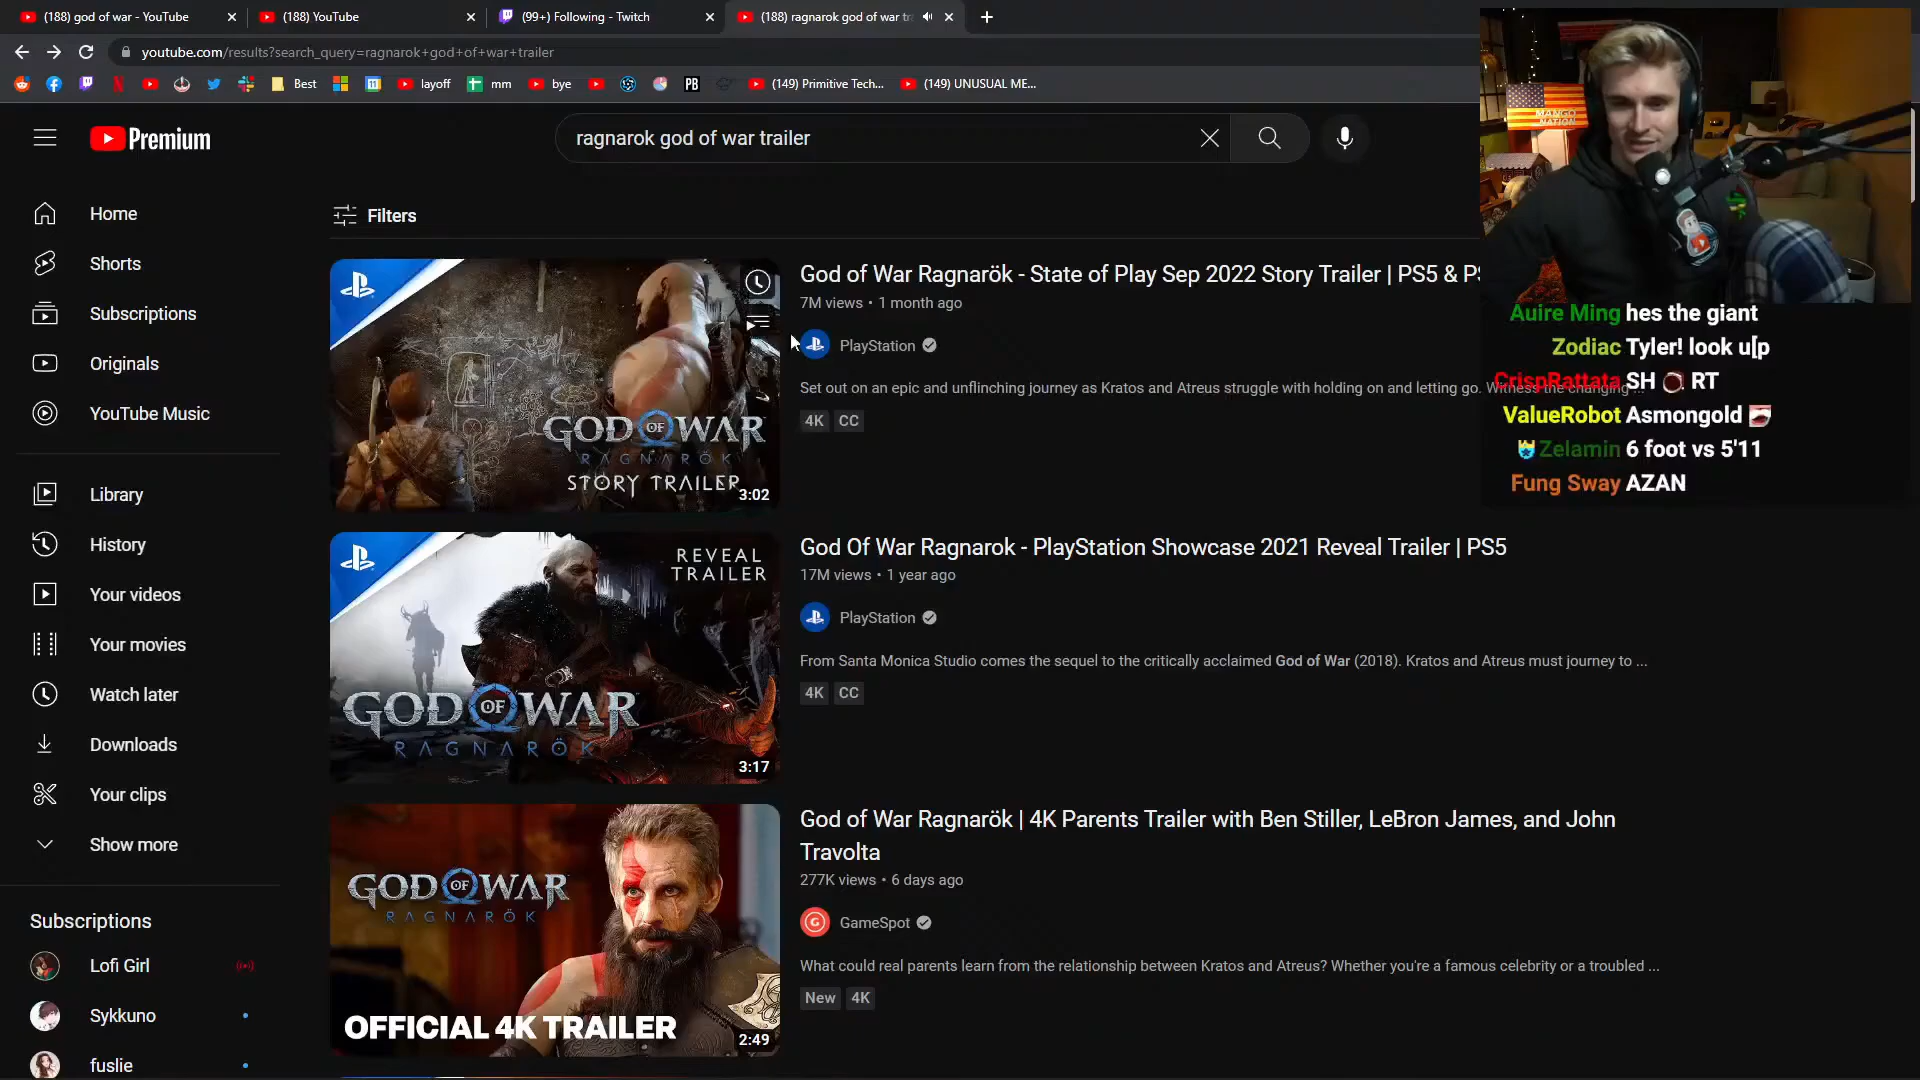 (188) god of war - YouTube
(188) YouTube
(99+) Following - Twitch
(188) ragnarok god of war tra
youtube.com/results?search_query=ragnarok+god+of+war+trailer
Best
layoff
mm
bye
PB
(149) Primitive Tech...
(149) UNUSUAL ME...
Premium
ragnarok god of war trailer
Home
Shorts
Subscriptions
Originals
YouTube Music
Library
History
Your videos
Your movies
Watch later
Downloads
Your clips
Show more
Subscriptions
Lofi Girl
Sykkuno
fuslie
Filters
GOD OF WAR
RAGNARÖK
STORY TRAILER
3:02
God of War Ragnarök - State of Play Sep 2022 Story Trailer | PS5 & PS
7M views • 1 month ago
PlayStation
Set out on an epic and unflinching journey as Kratos and Atreus struggle with holding on and letting go. Witness the changing ...
4K CC
REVEAL
TRAILER
GOD OF WAR
RAGNARÖK
3:17
God Of War Ragnarok - PlayStation Showcase 2021 Reveal Trailer | PS5
17M views • 1 year ago
PlayStation
From Santa Monica Studio comes the sequel to the critically acclaimed God of War (2018). Kratos and Atreus must journey to ...
4K CC
GOD OF WAR
RAGNARÖK
OFFICIAL 4K TRAILER
2:49
God of War Ragnarök | 4K Parents Trailer with Ben Stiller, LeBron James, and John
Travolta
277K views • 6 days ago
GameSpot
What could real parents learn from the relationship between Kratos and Atreus? Whether you're a famous celebrity or a troubled ...
New 4K
MANGO
NATION
Auire Ming hes the giant
Zodiac Tyler! look u[p
CrispRattata SH RT
ValueRobot Asmongold
Zelamin 6 foot vs 5'11
Fung Sway AZAN